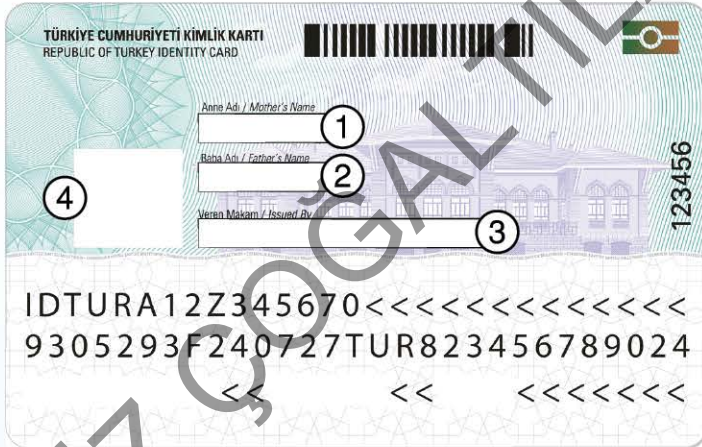 TÜRKİYE CUMHURİYETİ KİMLİK KARTI
REPUBLIC OF TURKEY IDENTITY CARD
Anne Adı / Mother's Name
1
Baba Adı / Father's Name
2
Veren Makam / Issued By
3
4
123456
IDTURA12Z345670<<<<<<<<<<<<<<<
9305293F240727TUR823456789024
<< << <<<<<<<
ÇOĞALTIL